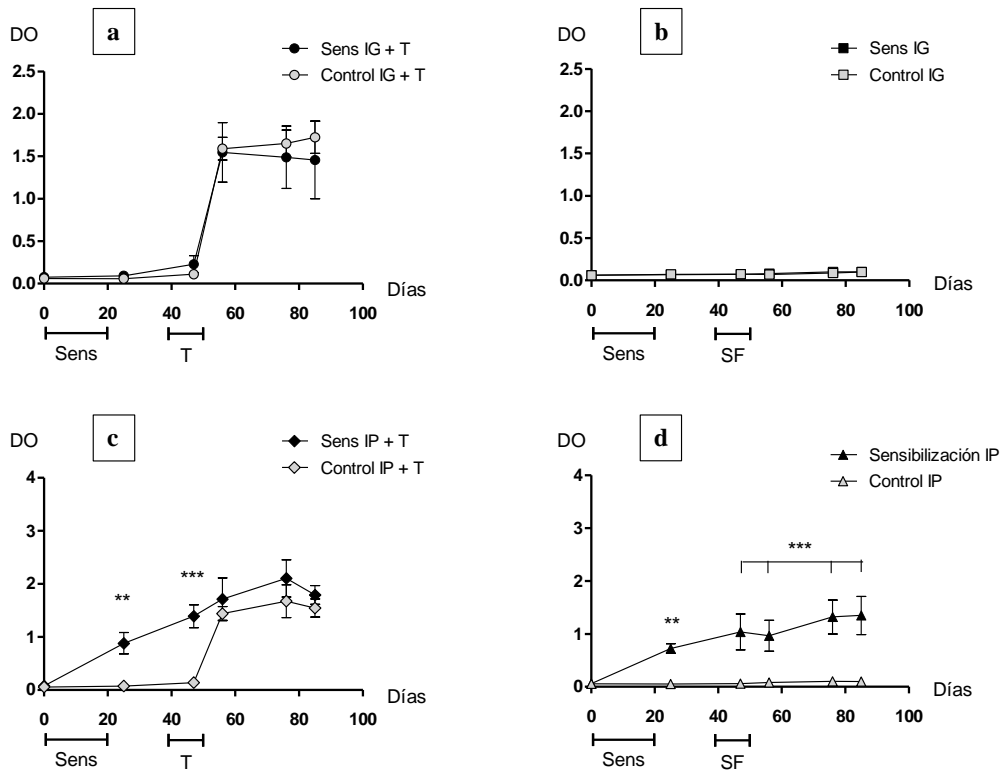 DO
a
Sens IG + T
Control IG + T
2.5
2.0
1.5
1.0
0.5
0.0
0 20 40 60 80 100
Días
Sens
T
DO
b
Sens IG
Control IG
2.5
2.0
1.5
1.0
0.5
0.0
0 20 40 60 80 100
Días
Sens
SF
DO
c
Sens IP + T
Control IP + T
4
3
2
1
0
**
***
0 20 40 60 80 100
Días
Sens
T
DO
d
Sensibilización IP
Control IP
4
3
2
1
0
**
***
0 20 40 60 80 100
Días
Sens
SF